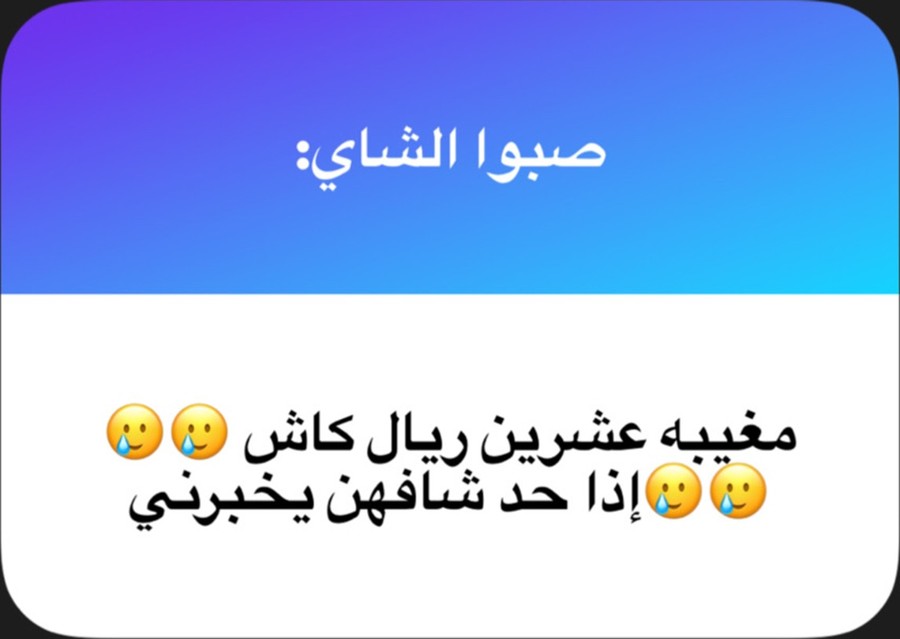 صبوا الشاي:
مغيبه عشرين ريال كاش 🥲🥲
🥲🥲إذا حد شافهن يخبرني